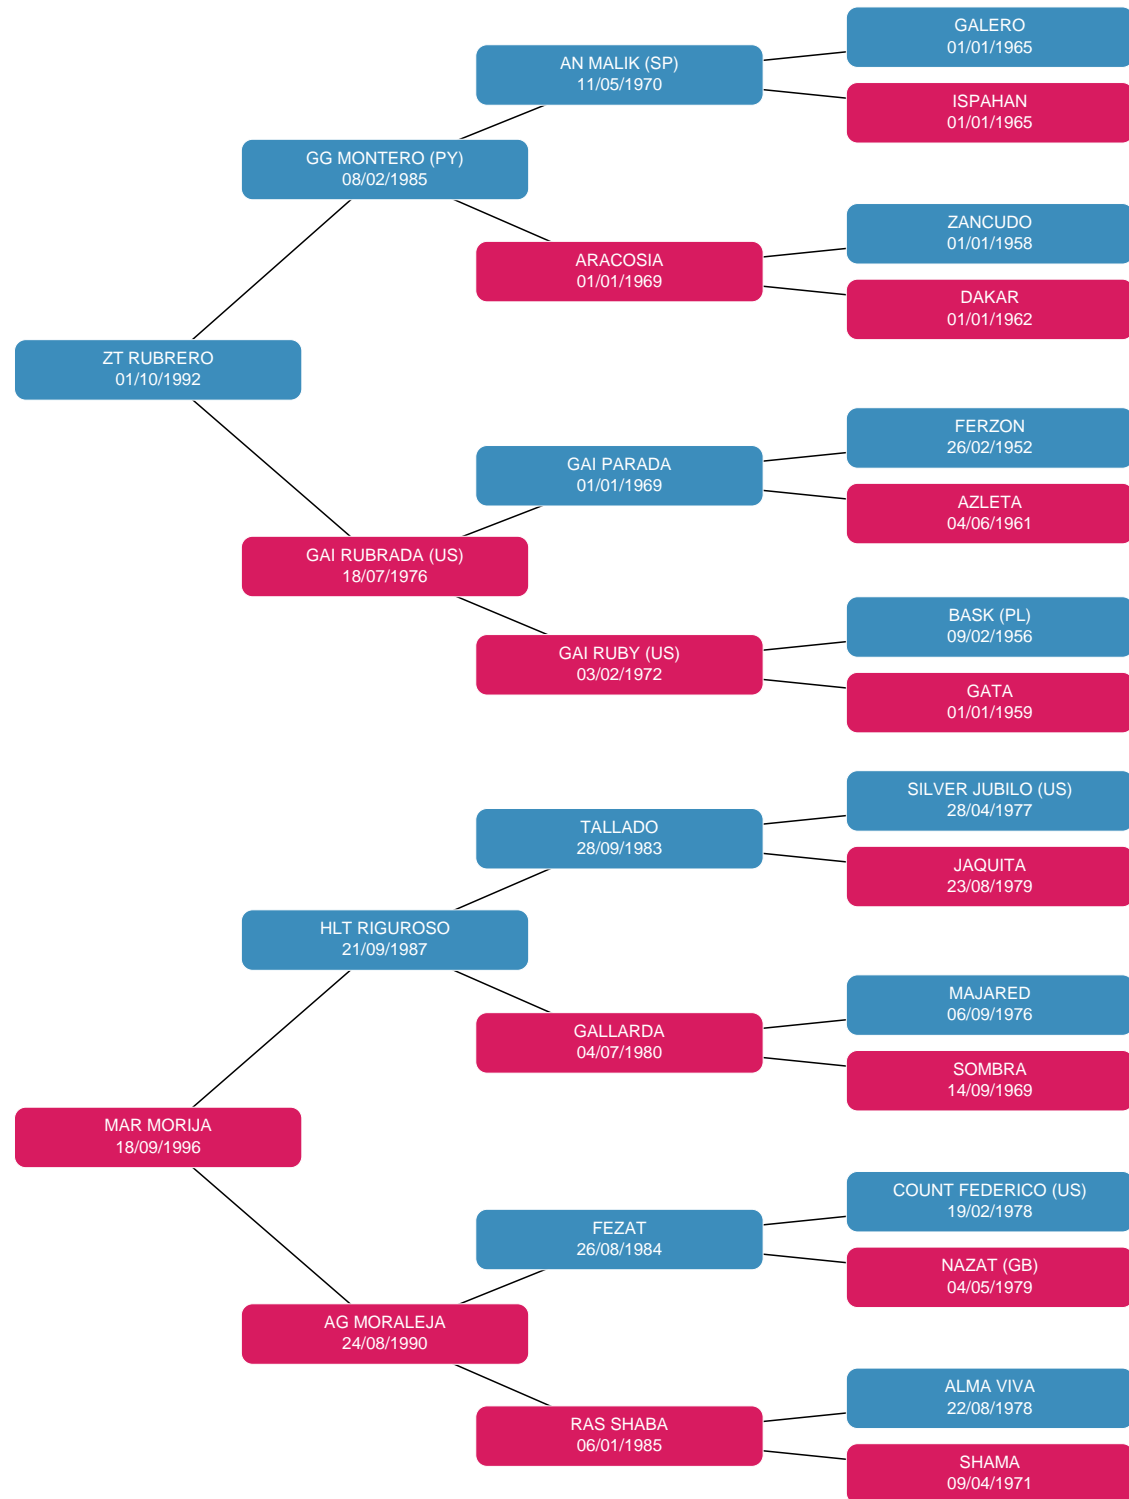 GALERO
01/01/1965
AN MALIK (SP)
11/05/1970
ISPAHAN
01/01/1965
GG MONTERO (PY)
08/02/1985
ZANCUDO
01/01/1958
ARACOSIA
01/01/1969
DAKAR
01/01/1962
ZT RUBRERO
01/10/1992
FERZON
26/02/1952
GAI PARADA
01/01/1969
AZLETA
04/06/1961
GAI RUBRADA (US)
18/07/1976
BASK (PL)
09/02/1956
GAI RUBY (US)
03/02/1972
GATA
01/01/1959
SILVER JUBILO (US)
28/04/1977
TALLADO
28/09/1983
JAQUITA
23/08/1979
HLT RIGUROSO
21/09/1987
MAJARED
06/09/1976
GALLARDA
04/07/1980
SOMBRA
14/09/1969
MAR MORIJA
18/09/1996
COUNT FEDERICO (US)
19/02/1978
FEZAT
26/08/1984
NAZAT (GB)
04/05/1979
AG MORALEJA
24/08/1990
ALMA VIVA
22/08/1978
RAS SHABA
06/01/1985
SHAMA
09/04/1971